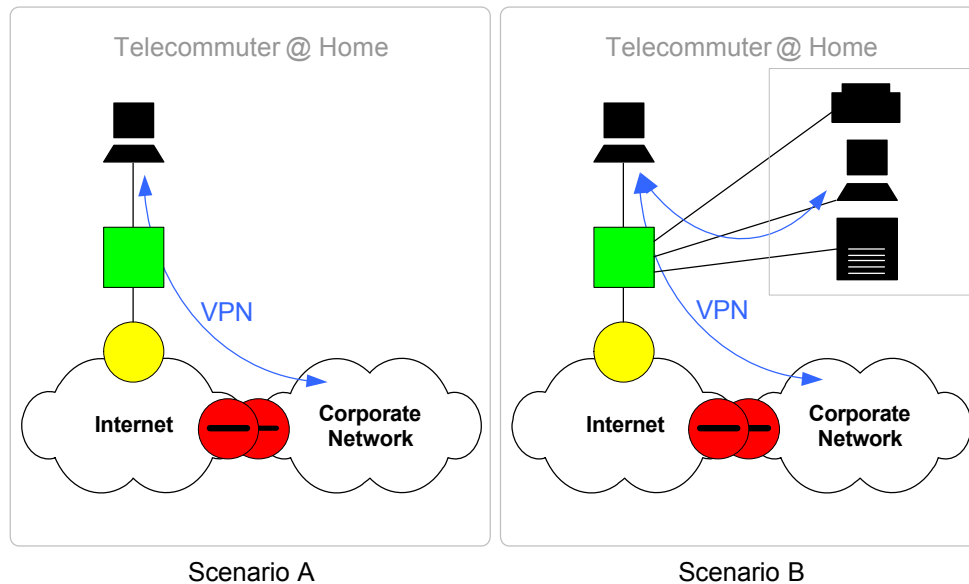 Telecommuter @ Home
VPN
Internet
Corporate
Network
Scenario A
Telecommuter @ Home
VPN
Internet
Corporate
Network
Scenario B